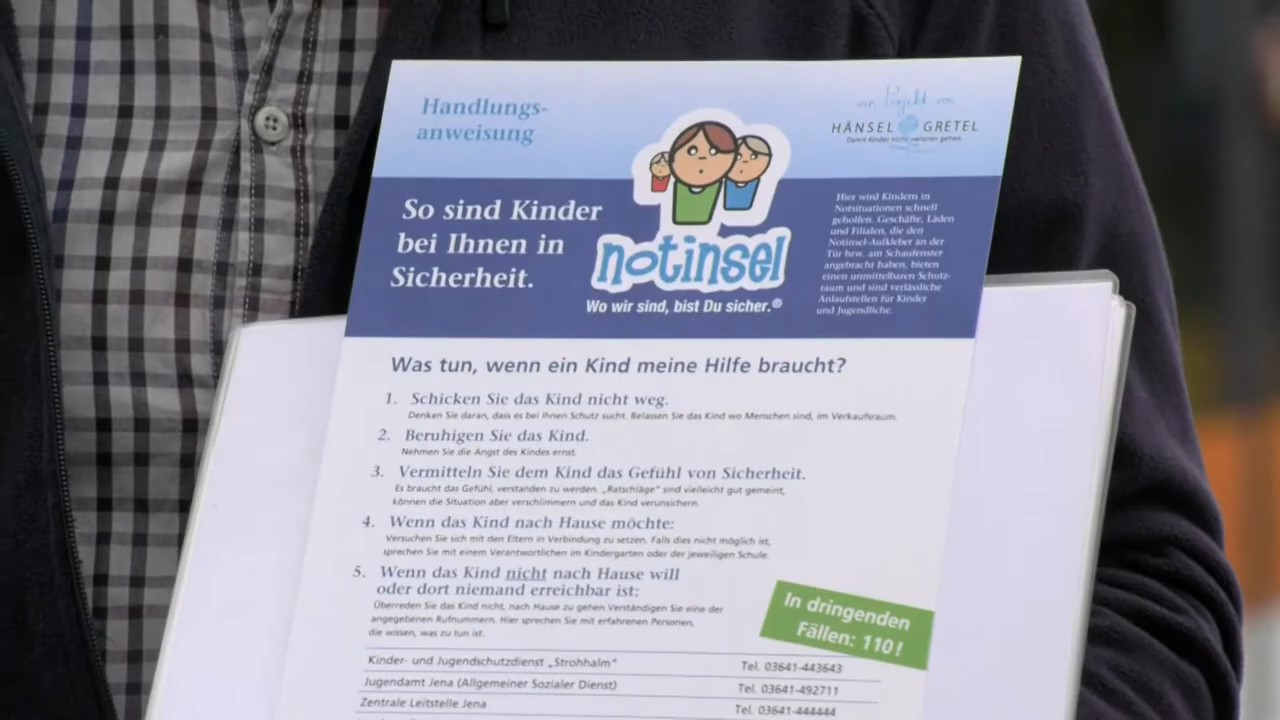 Handlungs-
anweisung
ein Projekt von
HÄNSEL GRETEL
Damit Kinder nicht verloren gehen.
So sind Kinder
bei Ihnen in
Sicherheit.
notinsel
Wo wir sind, bist Du sicher.®
Hier wird Kindern in
Notsituationen schnell
geholfen. Geschäfte, Läden
und Filialen, die den
Notinsel-Aufkleber an der
Tür bzw. am Schaufenster
angebracht haben, bieten
einen unmittelbaren Schutz-
raum und sind verlässliche
Anlaufstellen für Kinder
und Jugendliche.
Was tun, wenn ein Kind meine Hilfe braucht?
1. Schicken Sie das Kind nicht weg.
Denken Sie daran, dass es bei Ihnen Schutz sucht. Belassen Sie das Kind wo Menschen sind, im Verkaufsraum.
2. Beruhigen Sie das Kind.
Nehmen Sie die Angst des Kindes ernst.
3. Vermitteln Sie dem Kind das Gefühl von Sicherheit.
Es braucht das Gefühl, verstanden zu werden. „Ratschläge" sind vielleicht gut gemeint,
können die Situation aber verschlimmern und das Kind verunsichern.
4. Wenn das Kind nach Hause möchte:
Versuchen Sie sich mit den Eltern in Verbindung zu setzen. Falls dies nicht möglich ist,
sprechen Sie mit einem Verantwortlichen im Kindergarten oder der jeweiligen Schule.
5. Wenn das Kind nicht nach Hause will
oder dort niemand erreichbar ist:
Überreden Sie das Kind nicht, nach Hause zu gehen. Verständigen Sie eine der
angegebenen Rufnummern. Hier sprechen Sie mit erfahrenen Personen,
die wissen, was zu tun ist.
In dringenden
Fällen: 110!
Kinder- und Jugendschutzdienst „Strohhalm" Tel. 03641-443643
Jugendamt Jena (Allgemeiner Sozialer Dienst) Tel. 03641-492711
Zentrale Leitstelle Jena Tel. 03641-444444